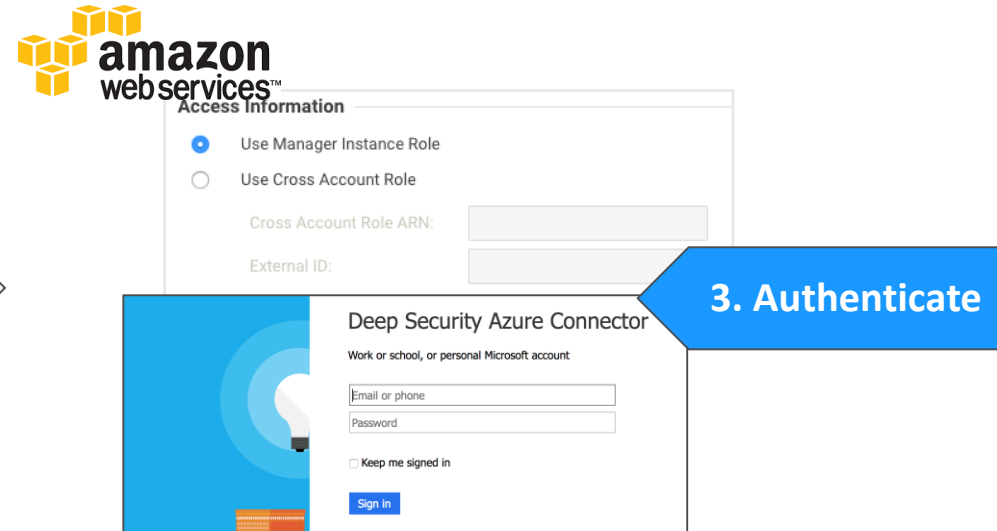 amazon
web services™
Access Information
Use Manager Instance Role
Use Cross Account Role
Cross Account Role ARN:
External ID:
3. Authenticate
Deep Security Azure Connector
Work or school, or personal Microsoft account
Email or phone
Password
Keep me signed in
Sign in